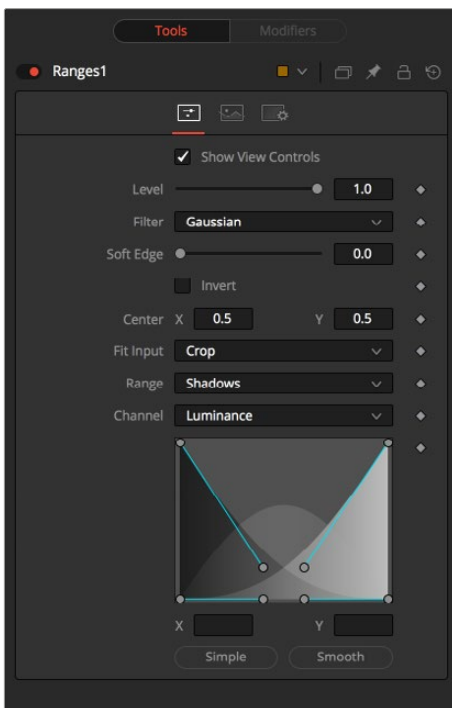 Tools Modifiers
Ranges1
Show View Controls
Level 1.0
Filter Gaussian
Soft Edge 0.0
Invert
Center X 0.5 Y 0.5
Fit Input Crop
Range Shadows
Channel Luminance
X Y
Simple Smooth